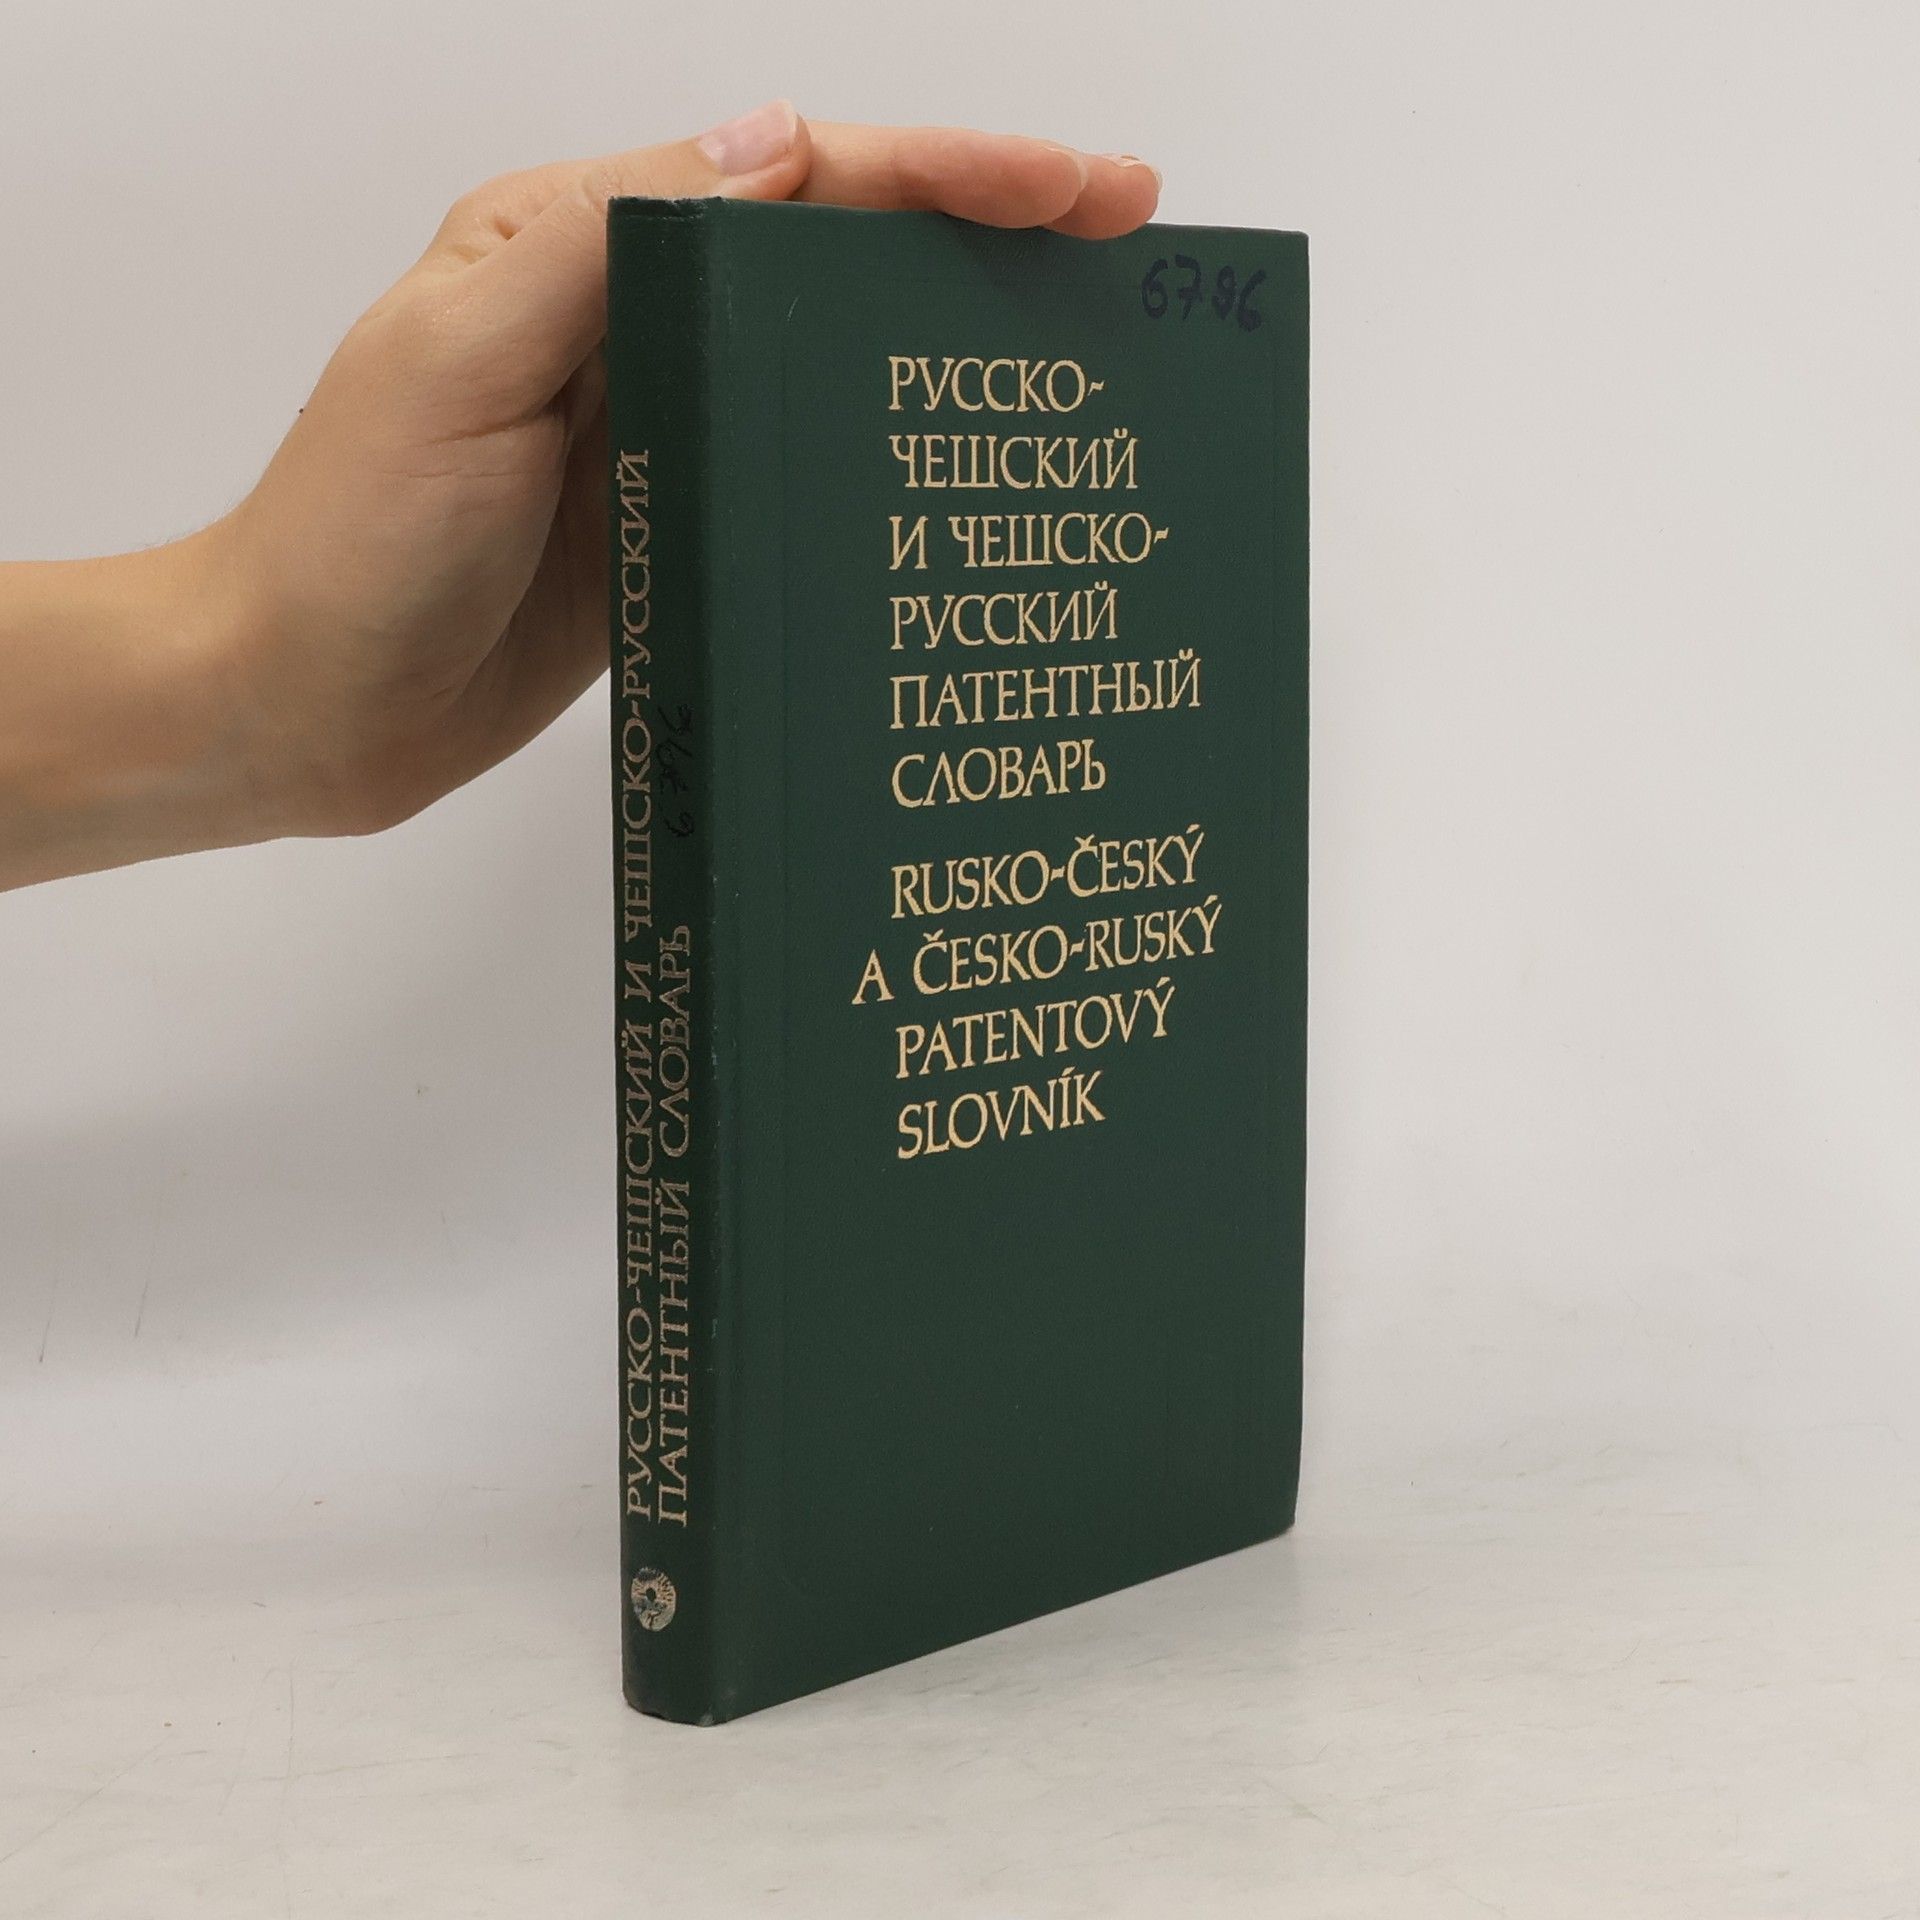 6796
РУССКО-
ЧЕШСКИЙ
И ЧЕШСКО-
РУССКИЙ
ПАТЕНТНЫЙ
СЛОВАРЬ
RUSKO-ČESKÝ
A ČESKO-RUSKÝ
PATENTOVÝ
SLOVNÍK
РУССКО-ЧЕШСКИЙ И ЧЕШСКО-РУССКИЙ
ПАТЕНТНЫЙ СЛОВАРЬ
6796